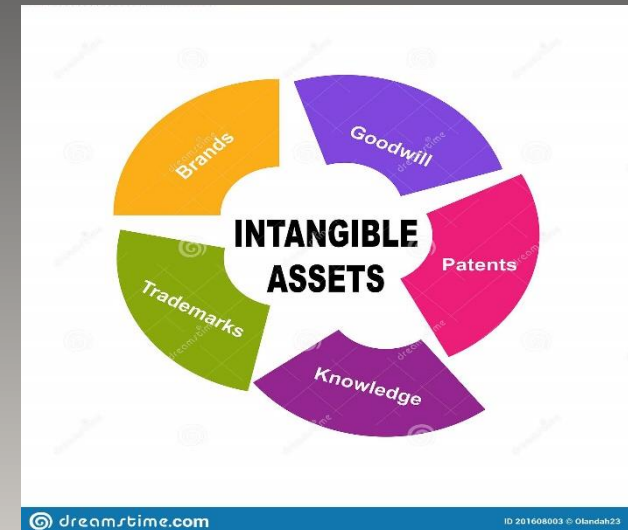 Brands
Goodwill
Patents
Knowledge
Trademarks
INTANGIBLE
ASSETS
dreamstime.com
ID 201608003 © Olandah23